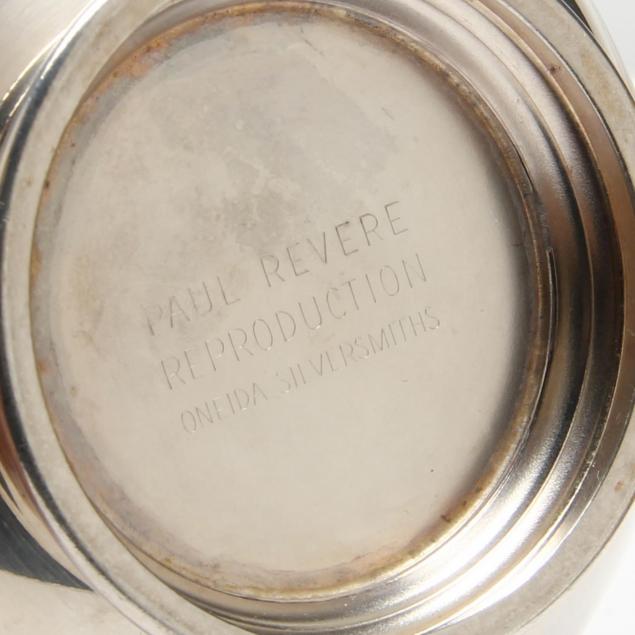 PAUL REVERE
REPRODUCTION
ONEIDA SILVERSMITHS